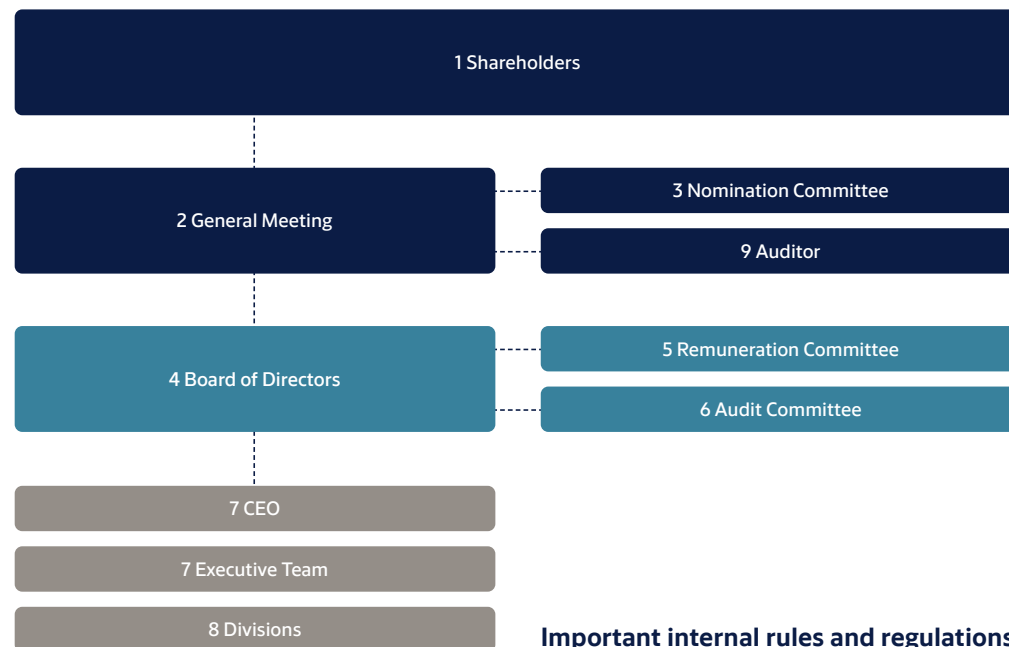 1 Shareholders
2 General Meeting
3 Nomination Committee
9 Auditor
4 Board of Directors
5 Remuneration Committee
6 Audit Committee
7 CEO
7 Executive Team
8 Divisions
Important internal rules and regulations